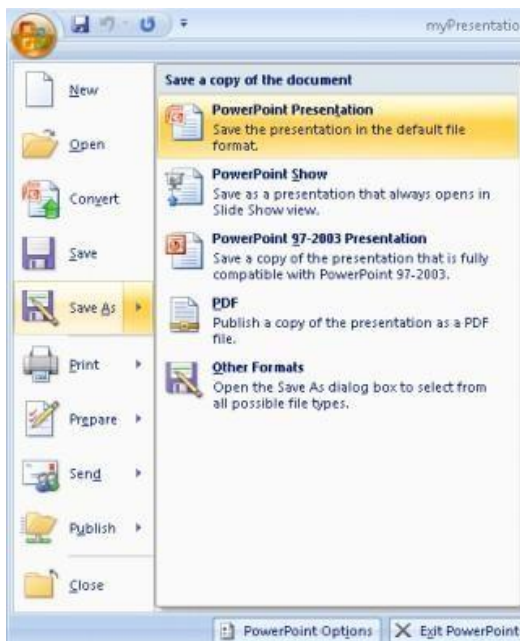 myPresentatio
New
Open
Convert
Save
Save As
Print
Prepare
Send
Publish
Close
Save a copy of the document
PowerPoint Presentation
Save the presentation in the default file
format.
PowerPoint Show
Save as a presentation that always opens in
Slide Show view.
PowerPoint 97-2003 Presentation
Save a copy of the presentation that is fully
compatible with PowerPoint 97-2003.
PDF
Publish a copy of the presentation as a PDF
file.
Other Formats
Open the Save As dialog box to select from
all possible file types.
PowerPoint Options
Exit PowerPoint